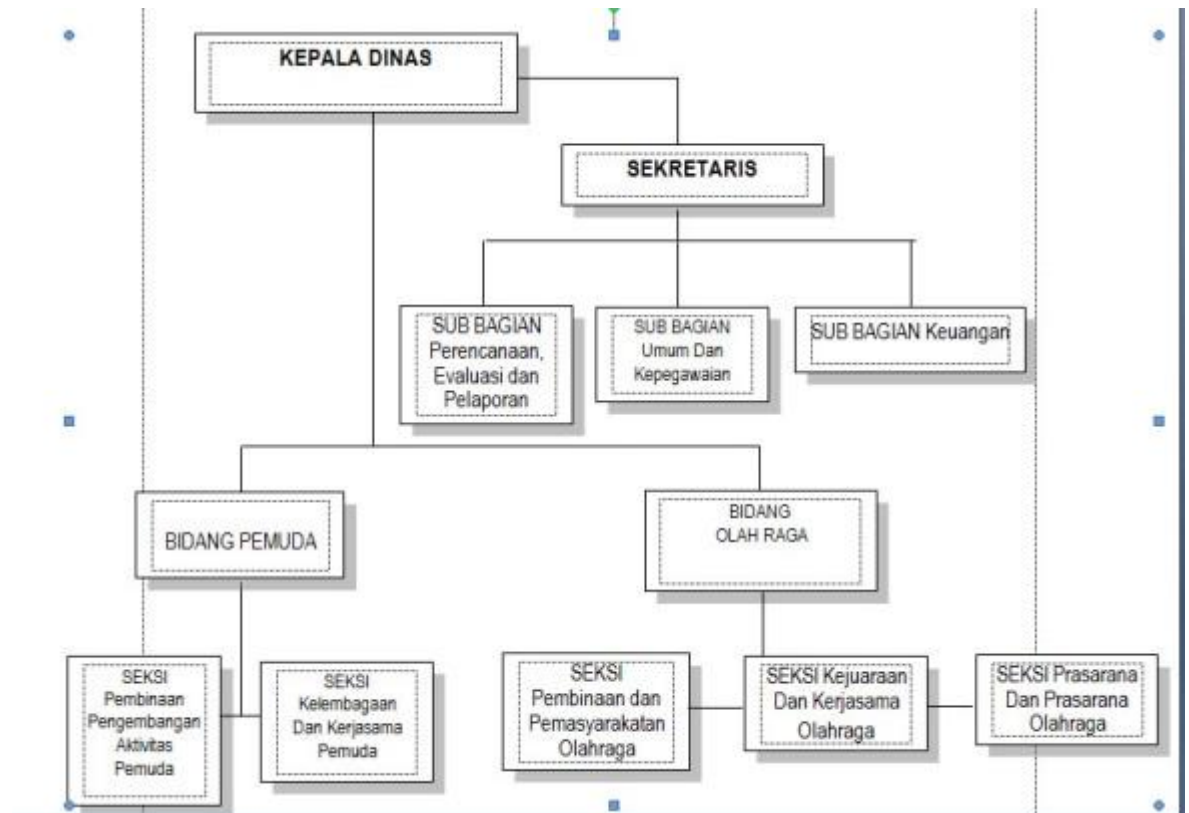 KEPALA DINAS
SEKRETARIS
SUB BAGIAN
Perencanaan,
Evaluasi dan
Pelaporan
SUB BAGIAN
Umum Dan
Kepegawaian
SUB BAGIAN Keuangan
BIDANG PEMUDA
BIDANG
OLAH RAGA
SEKSI
Pembinaan
Pengembangan
Aktivitas
Pemuda
SEKSI
Kelembagaan
Dan Kerjasama
Pemuda
SEKSI
Pembinaan dan
Pemasyarakatan
Olahraga
SEKSI Kejuaraan
Dan Kerjasama
Olahraga
SEKSI Prasarana
Dan Prasarana
Olahraga